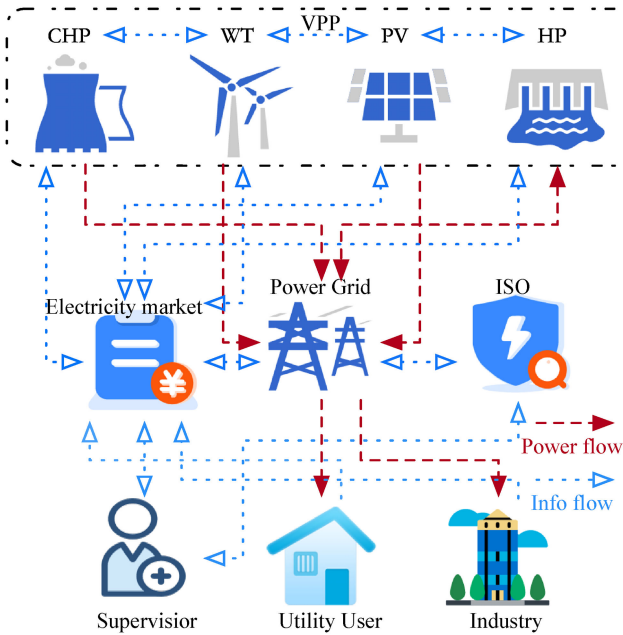 VPP
CHP
WT
PV
HP
Power Grid
ISO
Electricity market
¥
Power flow
Info flow
Supervisior
Utility User
Industry